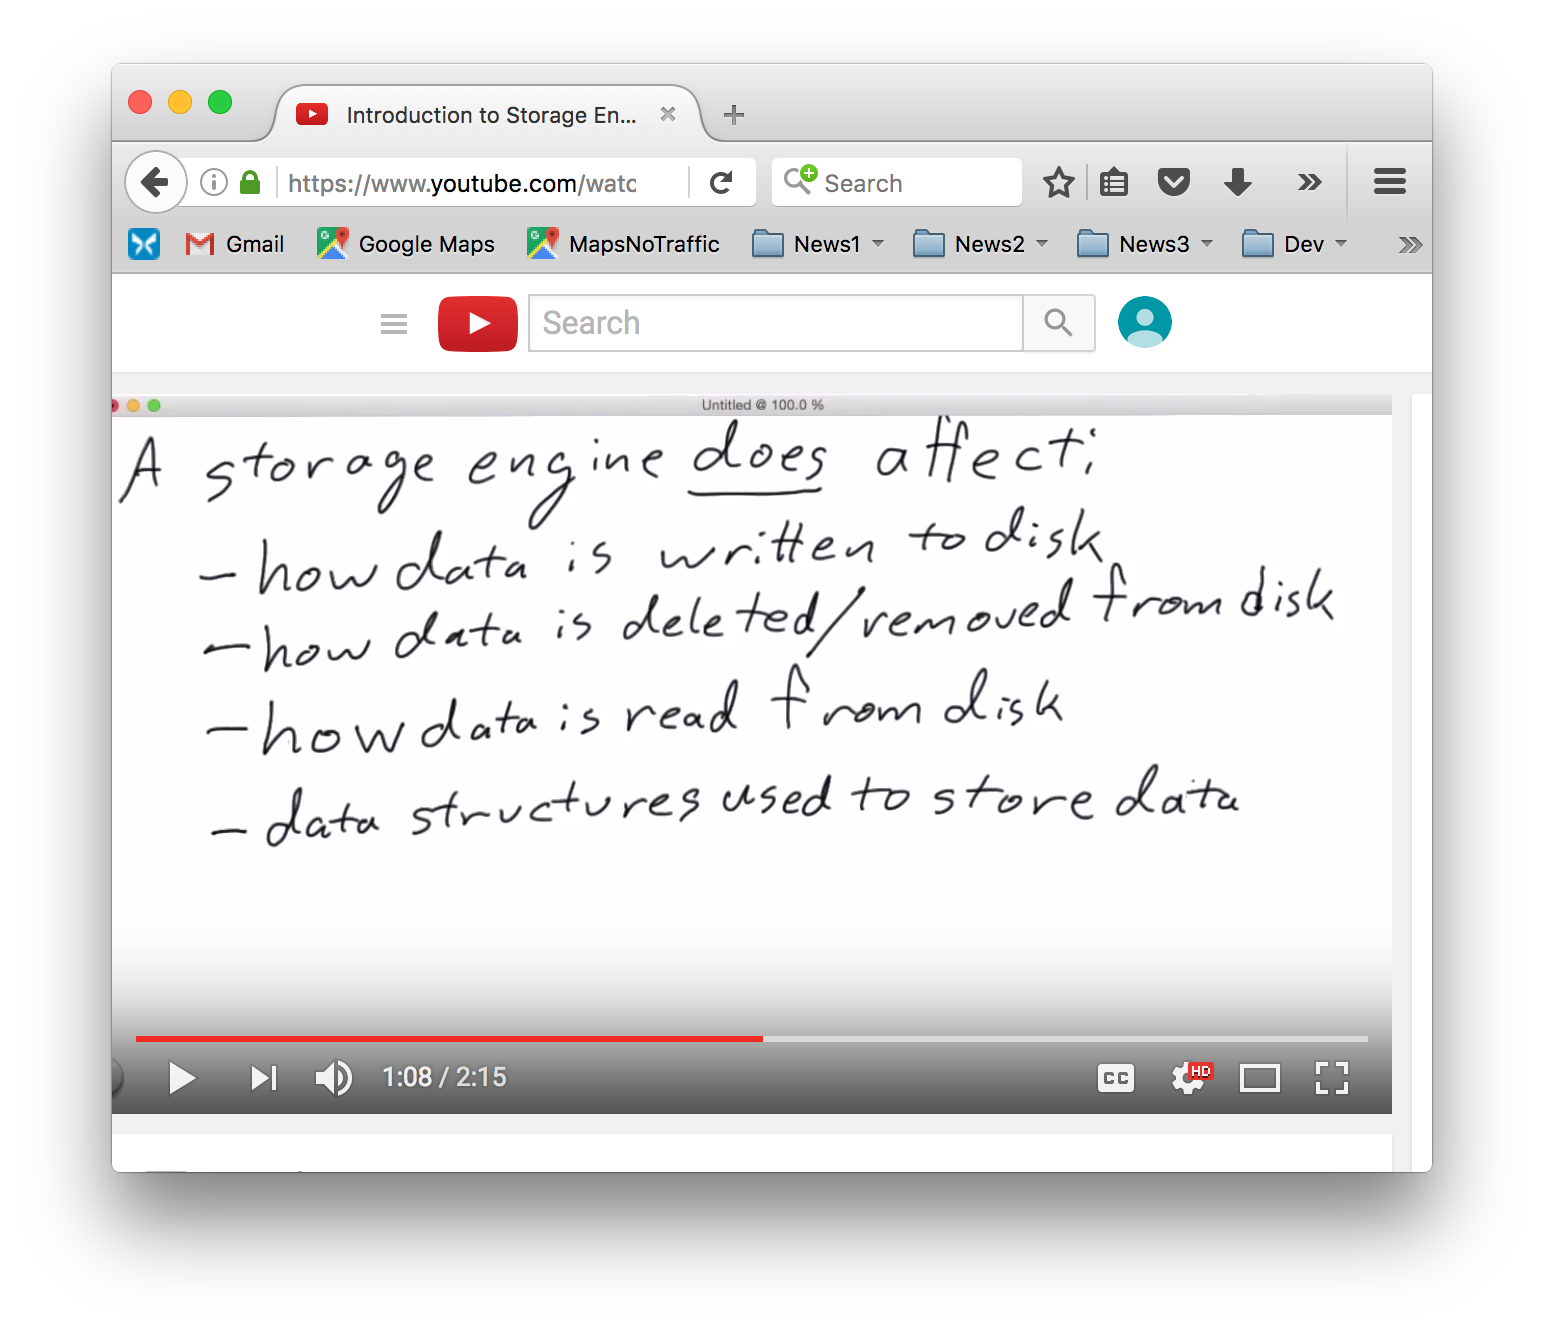 Introduction to Storage En...
https://www.youtube.com/watc
Search
Gmail Google Maps MapsNoTraffic News1 News2 News3 Dev
Search
Untitled @ 100.0 %
A storage engine does affect:
- how data is written to disk
- how data is deleted/removed from disk
- how data is read from disk
- data structures used to store data
1:08 / 2:15
CC HD